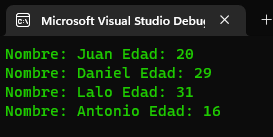 Microsoft Visual Studio Debug
Nombre: Juan Edad: 20
Nombre: Daniel Edad: 29
Nombre: Lalo Edad: 31
Nombre: Antonio Edad: 16